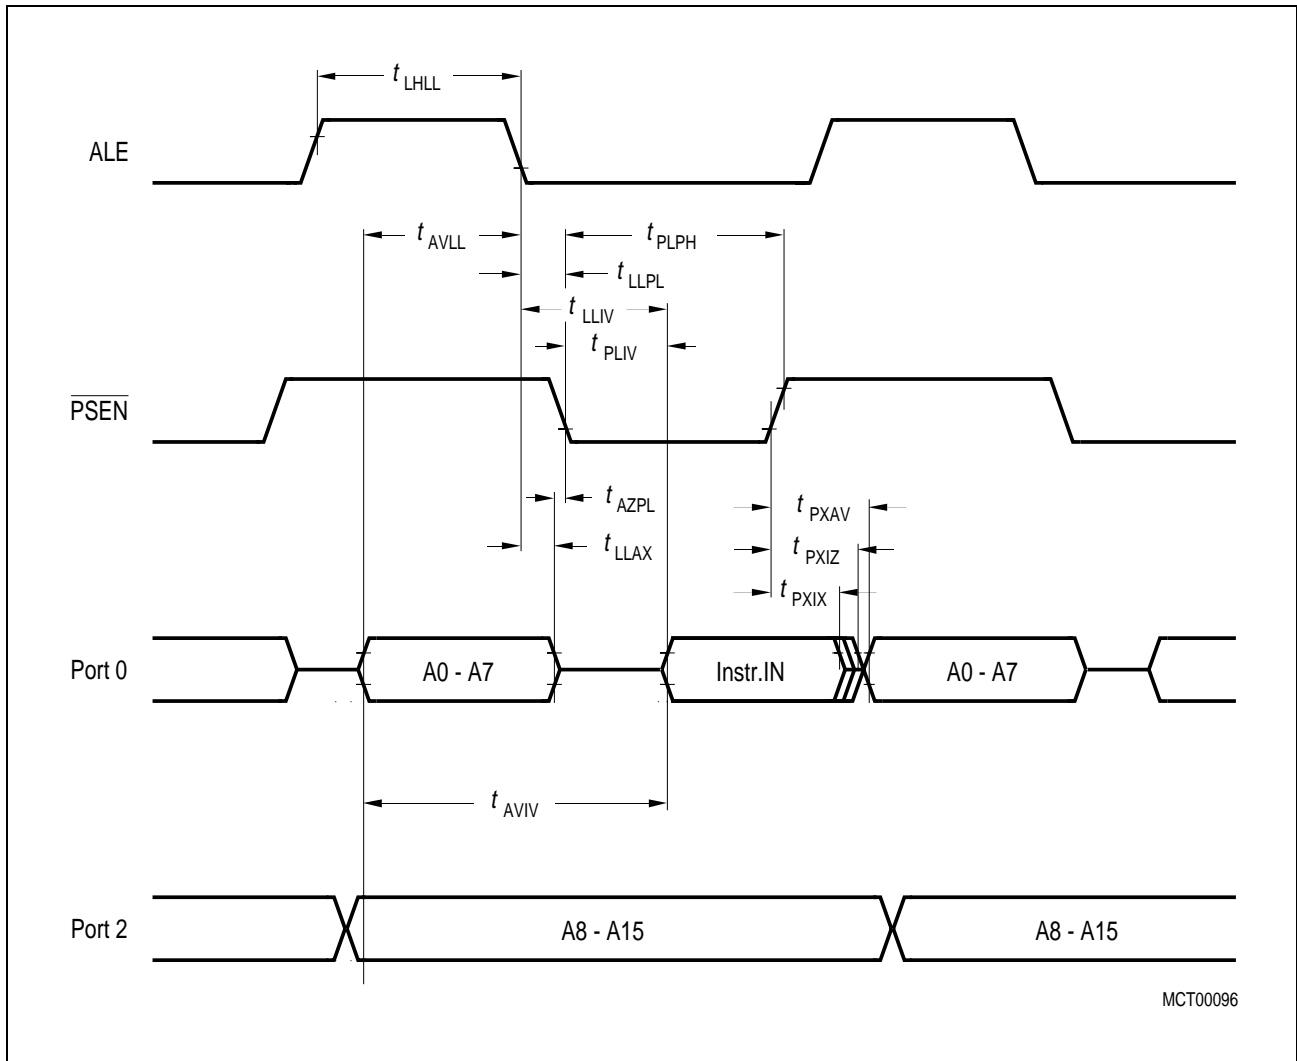 t LHLL
ALE
t AVLL
t PLPH
t LLPL
t LLIV
t PLIV
PSEN
t AZPL
t PXAV
t LLAX
t PXIZ
t PXIX
Port 0
A0 - A7
Instr.IN
A0 - A7
t AVIV
Port 2
A8 - A15
A8 - A15
MCT00096